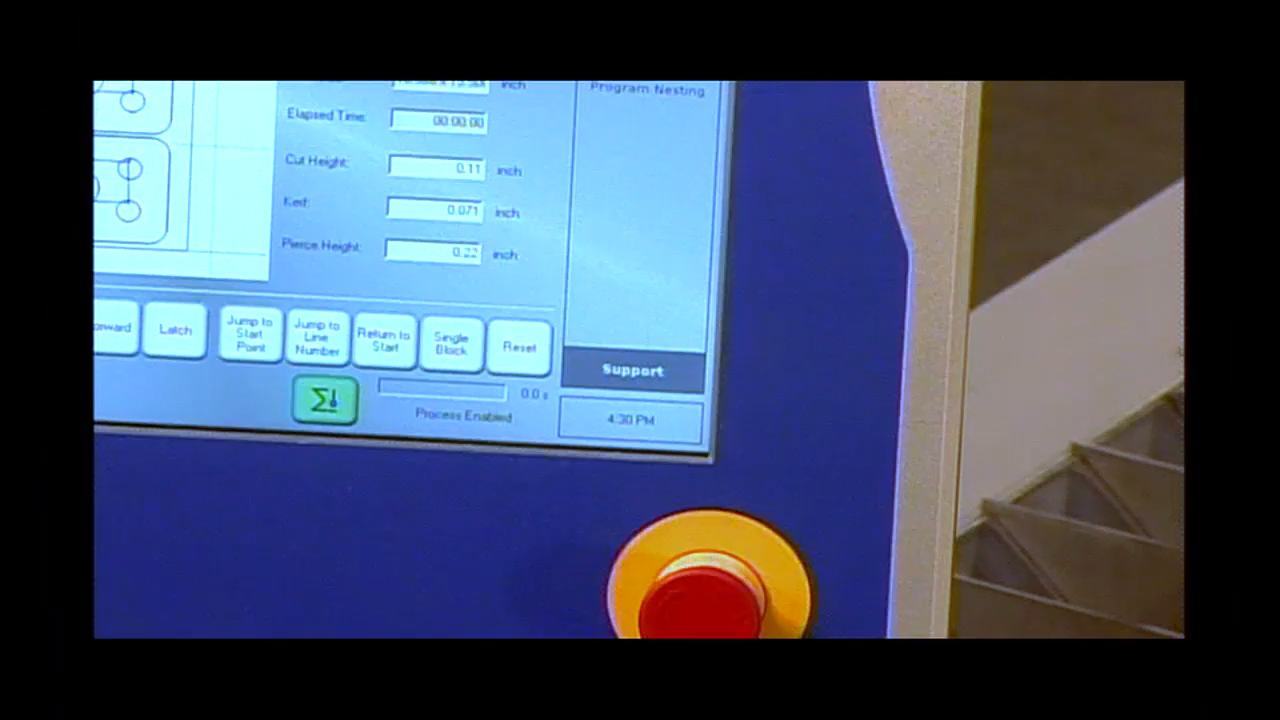 inch
Program Nesting
Elapsed Time:
00:00:00
Cut Height:
0.11
inch
Kerf:
0.071
inch
Pierce Height:
0.22
inch
Latch
Jump to
Start
Point
Jump to
Line
Number
Return to
Start
Single
Block
Reset
Support
0.0 s
Process Enabled
4:30 PM